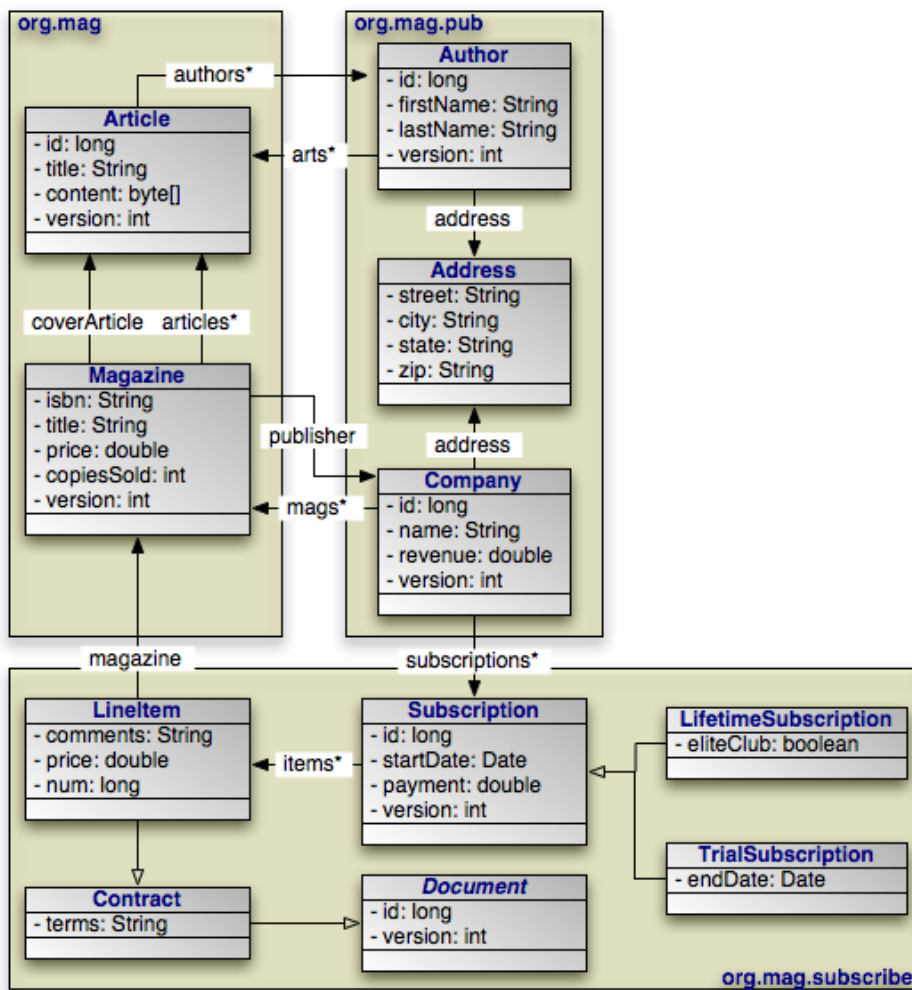 org.mag
org.mag.pub
authors*
Author
- id: long
- firstName: String
- lastName: String
- version: int
Article
- id: long
- title: String
- content: byte[]
- version: int
arts*
address
Address
- street: String
- city: String
- state: String
- zip: String
coverArticle
articles*
Magazine
- isbn: String
- title: String
- price: double
- copiesSold: int
- version: int
publisher
address
Company
- id: long
- name: String
- revenue: double
- version: int
mags*
magazine
subscriptions*
LineItem
- comments: String
- price: double
- num: long
items*
Subscription
- id: long
- startDate: Date
- payment: double
- version: int
LifetimeSubscription
- eliteClub: boolean
TrialSubscription
- endDate: Date
Contract
- terms: String
Document
- id: long
- version: int
org.mag.subscribe